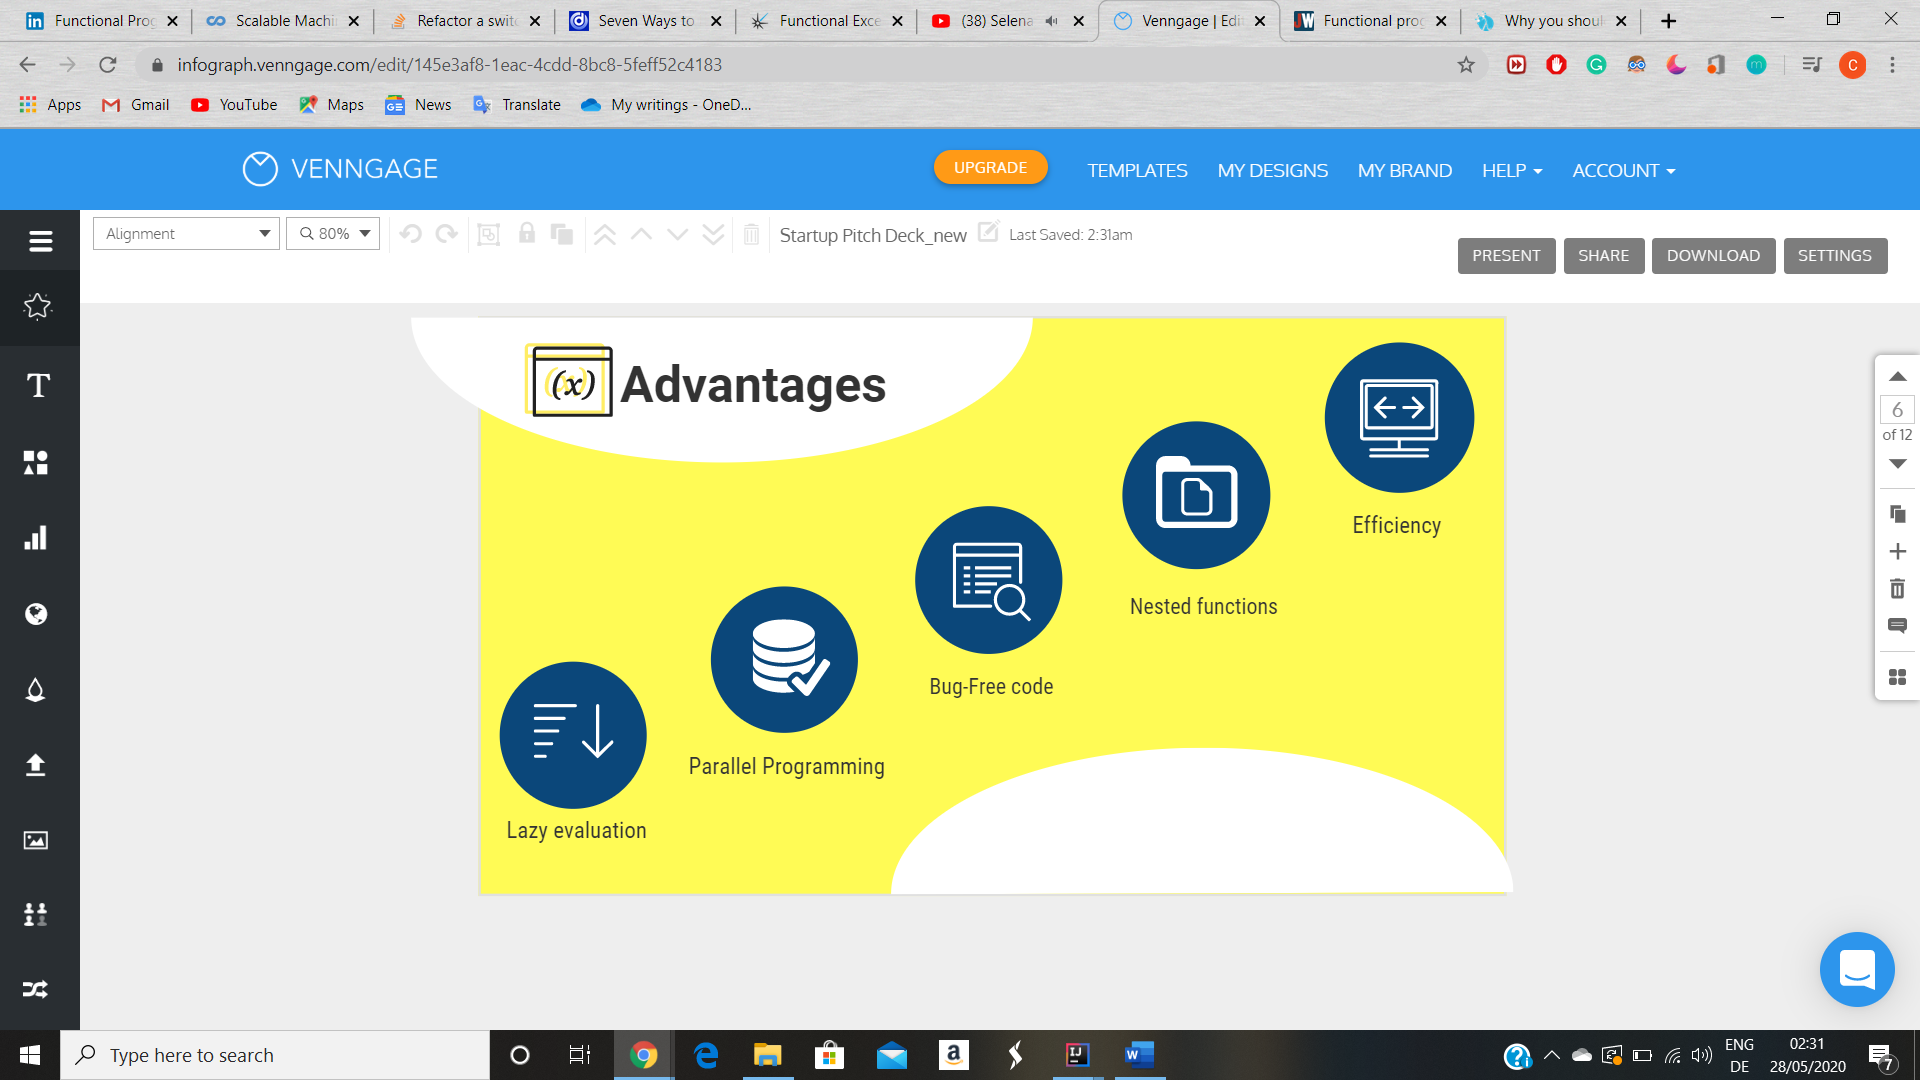 Functional Prog
Scalable Machi
Refactor a swit
Seven Ways to
Functional Exce
(38) Selena
Venngage | Edi
Functional prog
Why you shoul
infograph.venngage.com/edit/145e3af8-1eac-4cdd-8bc8-5feff52c4183
Apps
Gmail
YouTube
Maps
News
Translate
My writings - OneD...
VENNGAGE
UPGRADE
TEMPLATES
MY DESIGNS
MY BRAND
HELP
ACCOUNT
Alignment
80%
Startup Pitch Deck_new
Last Saved: 2:31am
PRESENT
SHARE
DOWNLOAD
SETTINGS
(x) Advantages
Efficiency
Nested functions
Bug-Free code
Parallel Programming
Lazy evaluation
6
of 12
Type here to search
ENG
DE
02:31
28/05/2020
7